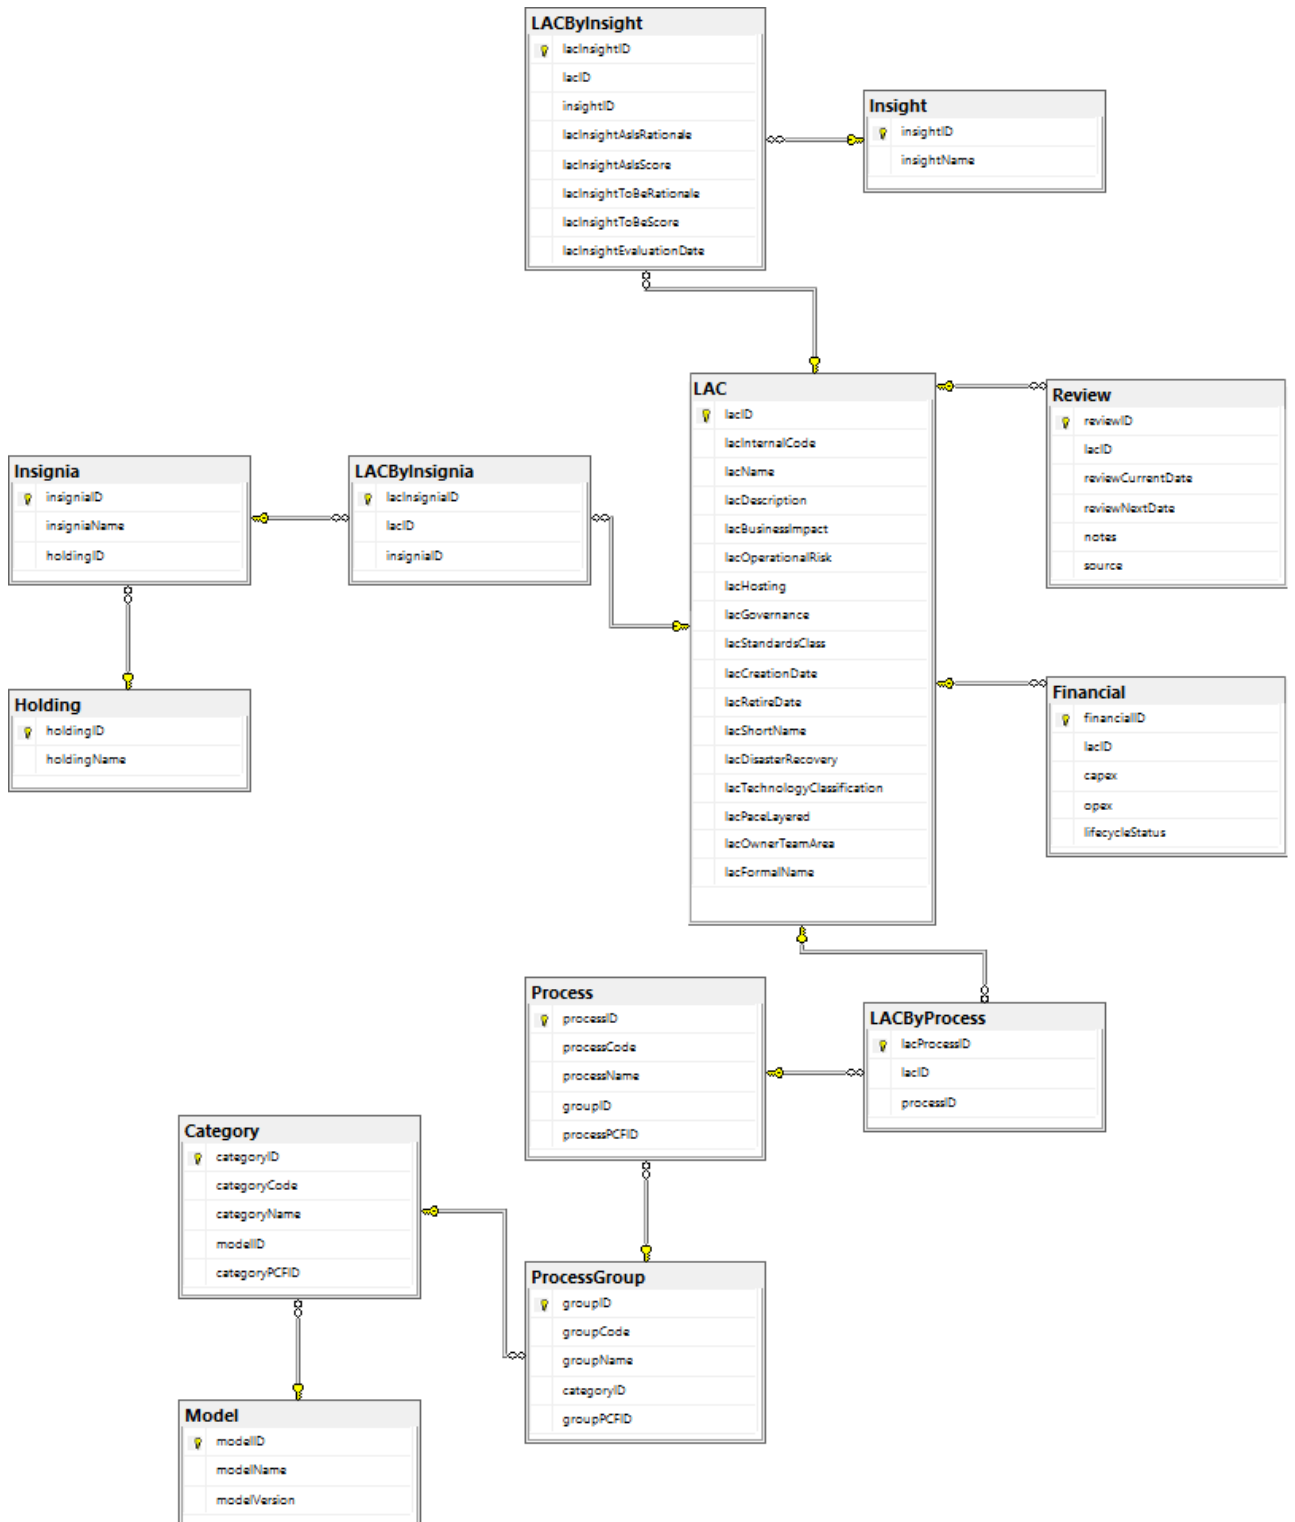 LACByInsight
lacInsightID
lacID
insightID
lacInsightAsIsRationale
lacInsightAsIsScore
lacInsightToBeRationale
lacInsightToBeScore
lacInsightEvaluationDate
Insight
insightID
insightName
LAC
lacID
lacInternalCode
lacName
lacDescription
lacBusinessImpact
lacOperationalRisk
lacHosting
lacGovernance
lacStandardsClass
lacCreationDate
lacRetireDate
lacShortName
lacDisasterRecovery
lacTechnologyClassification
lacPaceLayered
lacOwnerTeamArea
lacFormalName
Review
reviewID
lacID
reviewCurrentDate
reviewNextDate
notes
source
Insignia
insigniaID
insigniaName
holdingID
LACByInsignia
lacInsigniaID
lacID
insigniaID
Holding
holdingID
holdingName
Financial
financialID
lacID
capex
opex
lifecycleStatus
Process
processID
processCode
processName
groupID
processPCFID
LACByProcess
lacProcessID
lacID
processID
Category
categoryID
categoryCode
categoryName
modelID
categoryPCFID
ProcessGroup
groupID
groupCode
groupName
categoryID
groupPCFID
Model
modelID
modelName
modelVersion